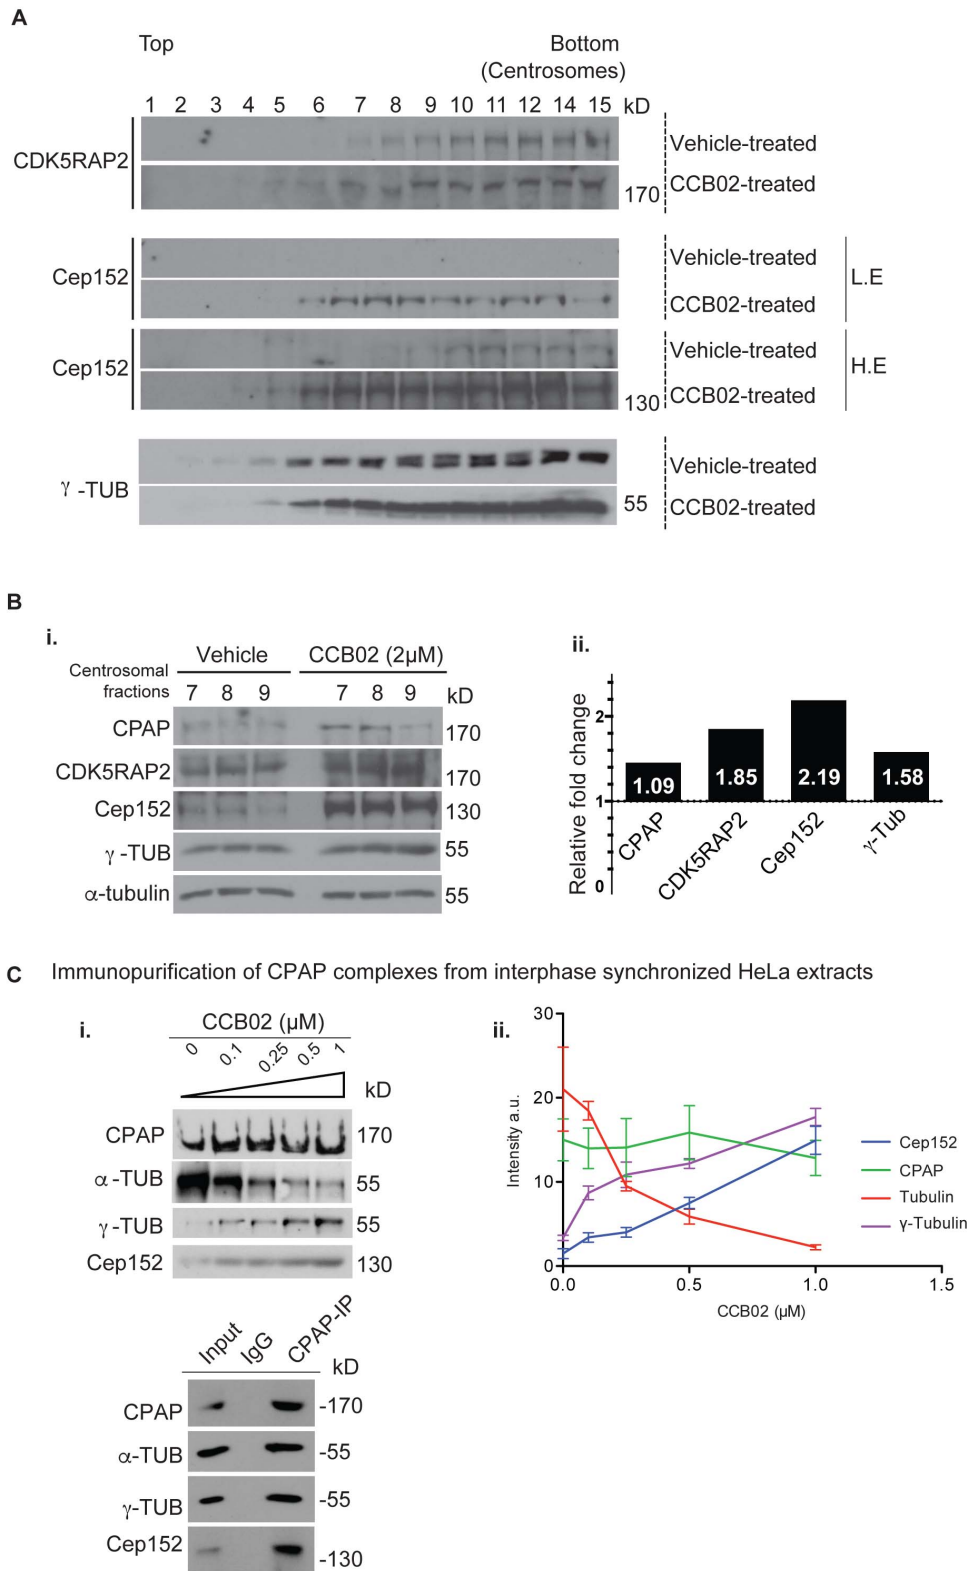 A
Top
Bottom
(Centrosomes)
1 2 3 4 5 6 7 8 9 10 11 12 14 15 kD
CDK5RAP2
Vehicle-treated
CCB02-treated
170
Cep152
Vehicle-treated
CCB02-treated
L.E
Cep152
Vehicle-treated
CCB02-treated
H.E
130
γ -TUB
Vehicle-treated
CCB02-treated
55
B
i.
Vehicle CCB02 (2μM)
Centrosomal
fractions
7 8 9 7 8 9 kD
CPAP 170
CDK5RAP2 170
Cep152 130
γ -TUB 55
α-tubulin 55
ii.
Relative fold change
2
1
0
1.09 1.85 2.19 1.58
CPAP CDK5RAP2 Cep152 γ-Tub
C Immunopurification of CPAP complexes from interphase synchronized HeLa extracts
i.
CCB02 (μM)
0 0.1 0.25 0.5 1
kD
CPAP 170
α-TUB 55
γ-TUB 55
Cep152 130
Input IgG CPAP-IP
kD
CPAP -170
α-TUB -55
γ-TUB -55
Cep152 -130
ii.
Intensity a.u.
30
20
10
0
0.0 0.5 1.0 1.5
CCB02 (μM)
Cep152
CPAP
Tubulin
γ-Tubulin